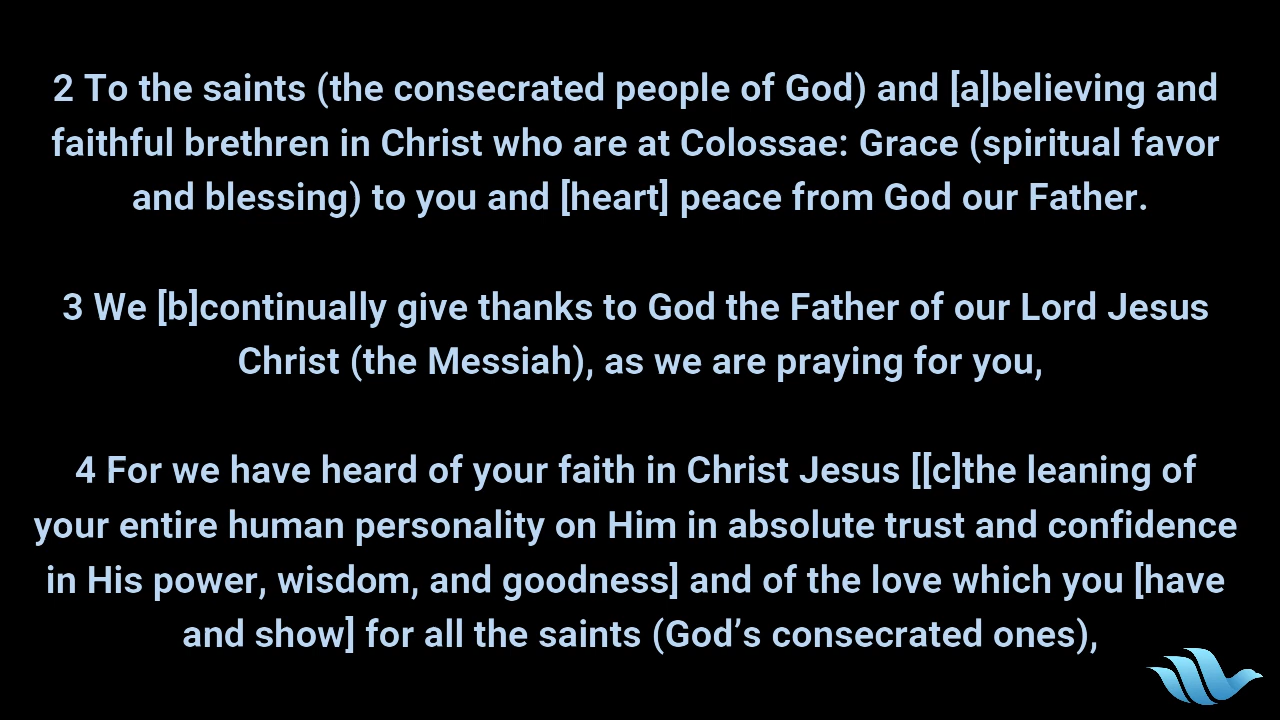 2 To the saints (the consecrated people of God) and [a]believing and
faithful brethren in Christ who are at Colossae: Grace (spiritual favor
and blessing) to you and [heart] peace from God our Father.
3 We [b]continually give thanks to God the Father of our Lord Jesus
Christ (the Messiah), as we are praying for you,
4 For we have heard of your faith in Christ Jesus [[c]the leaning of
your entire human personality on Him in absolute trust and confidence
in His power, wisdom, and goodness] and of the love which you [have
and show] for all the saints (God’s consecrated ones),